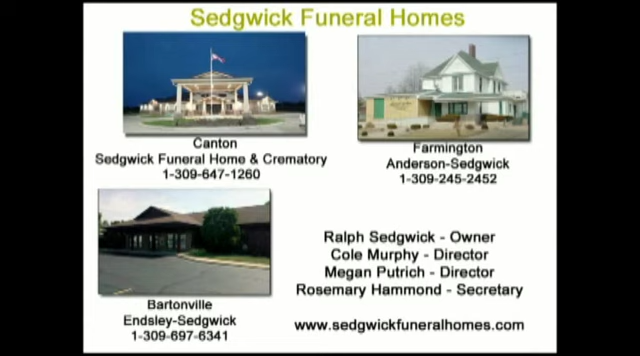 Sedgwick Funeral Homes
Canton
Sedgwick Funeral Home & Crematory
1-309-647-1260
Farmington
Anderson-Sedgwick
1-309-245-2452
Bartonville
Endsley-Sedgwick
1-309-697-6341
Ralph Sedgwick - Owner
Cole Murphy - Director
Megan Putrich - Director
Rosemary Hammond - Secretary
www.sedgwickfuneralhomes.com